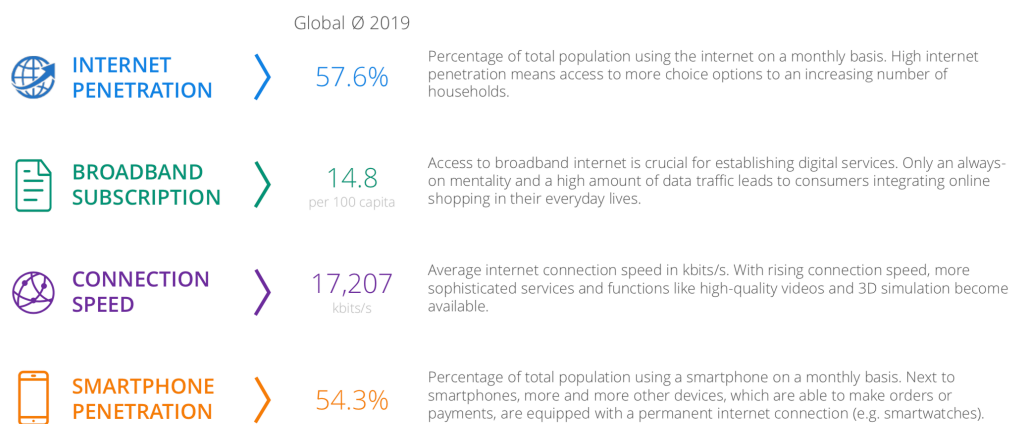 Global Ø 2019
INTERNET
PENETRATION
57.6%
Percentage of total population using the internet on a monthly basis. High internet
penetration means access to more choice options to an increasing number of
households.
BROADBAND
SUBSCRIPTION
14.8
per 100 capita
Access to broadband internet is crucial for establishing digital services. Only an always-
on mentality and a high amount of data traffic leads to consumers integrating online
shopping in their everyday lives.
CONNECTION
SPEED
17,207
kbits/s
Average internet connection speed in kbits/s. With rising connection speed, more
sophisticated services and functions like high-quality videos and 3D simulation become
available.
SMARTPHONE
PENETRATION
54.3%
Percentage of total population using a smartphone on a monthly basis. Next to
smartphones, more and more other devices, which are able to make orders or
payments, are equipped with a permanent internet connection (e.g. smartwatches).